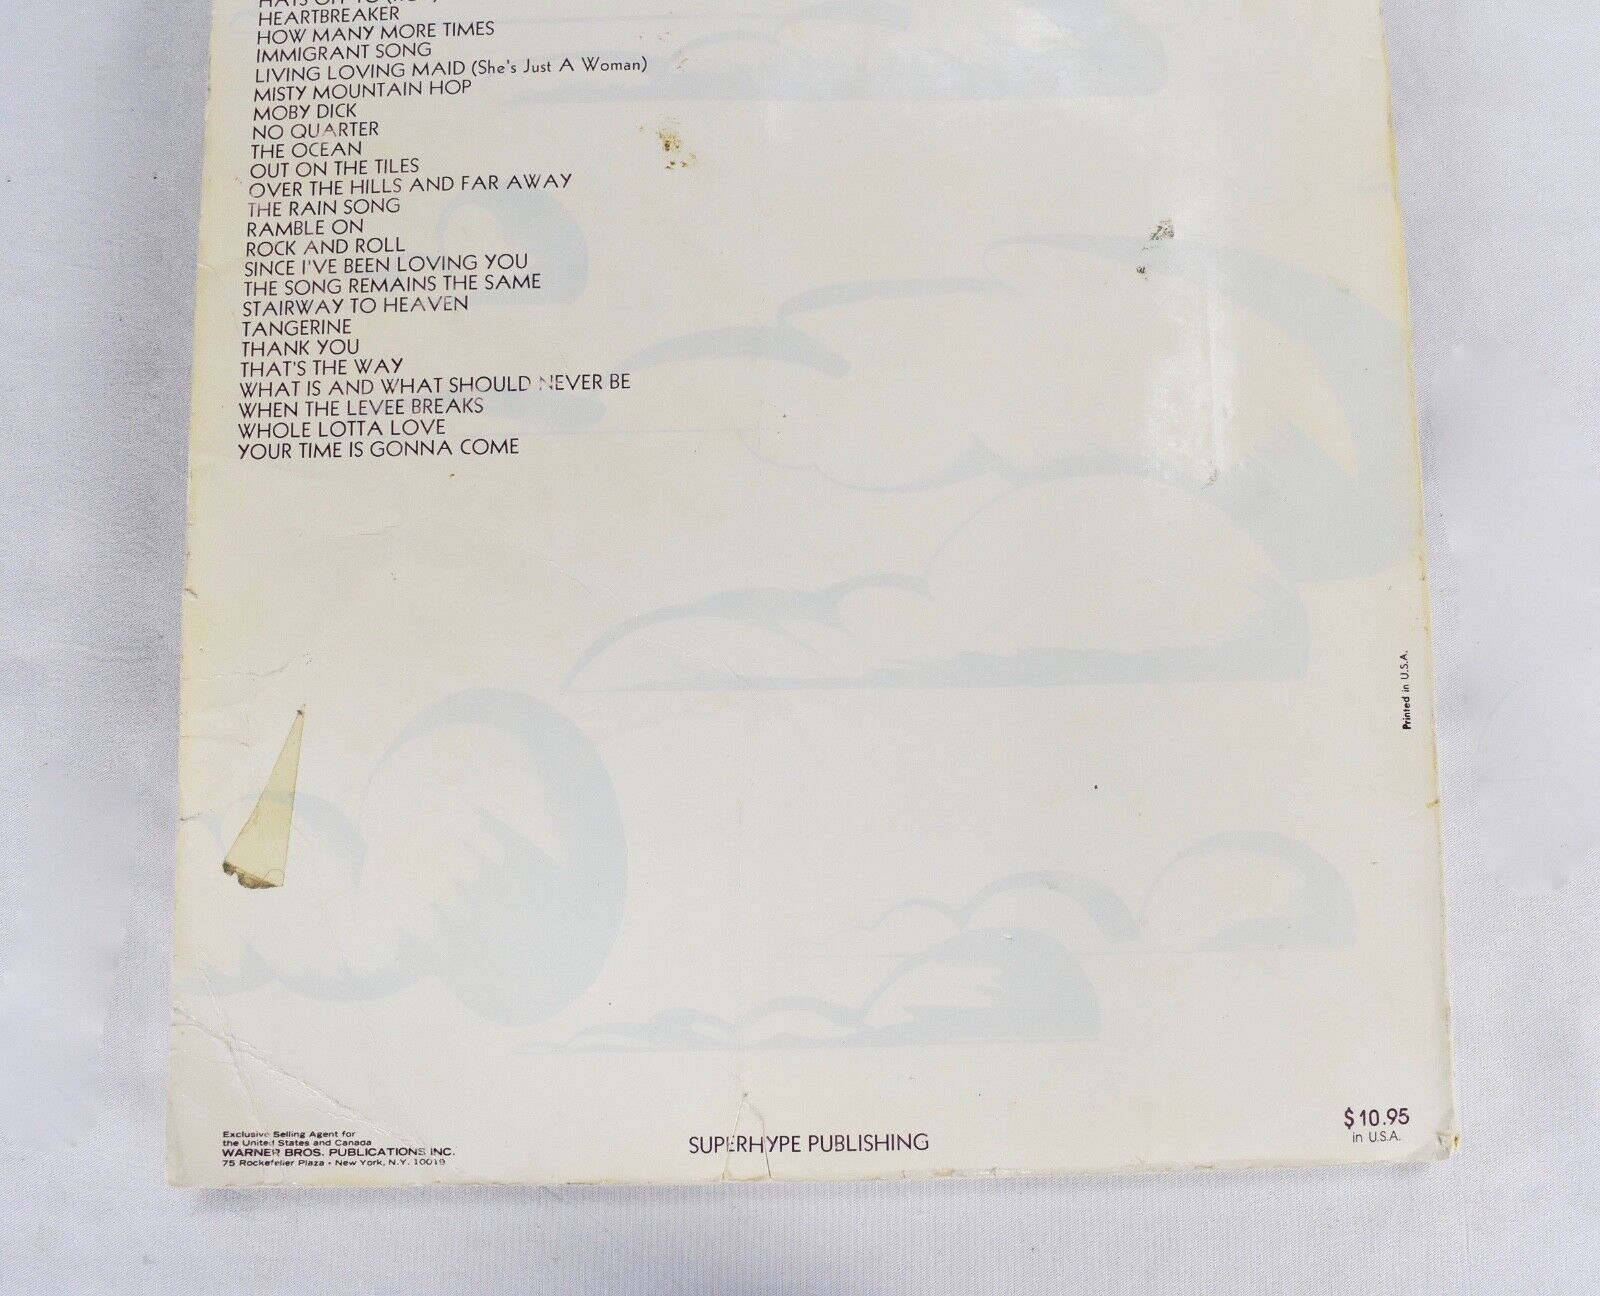 HATS OFF TO
HEARTBREAKER
HOW MANY MORE TIMES
IMMIGRANT SONG
LIVING LOVING MAID (She's Just A Woman)
MISTY MOUNTAIN HOP
MOBY DICK
NO QUARTER
THE OCEAN
OUT ON THE TILES
OVER THE HILLS AND FAR AWAY
THE RAIN SONG
RAMBLE ON
ROCK AND ROLL
SINCE I'VE BEEN LOVING YOU
THE SONG REMAINS THE SAME
STAIRWAY TO HEAVEN
TANGERINE
THANK YOU
THAT'S THE WAY
WHAT IS AND WHAT SHOULD NEVER BE
WHEN THE LEVEE BREAKS
WHOLE LOTTA LOVE
YOUR TIME IS GONNA COME
Printed in U.S.A.
Exclusive Selling Agent for
the United States and Canada
WARNER BROS. PUBLICATIONS INC.
75 Rockefeller Plaza • New York, N.Y. 10019
SUPERHYPE PUBLISHING
$10.95
in U.S.A.